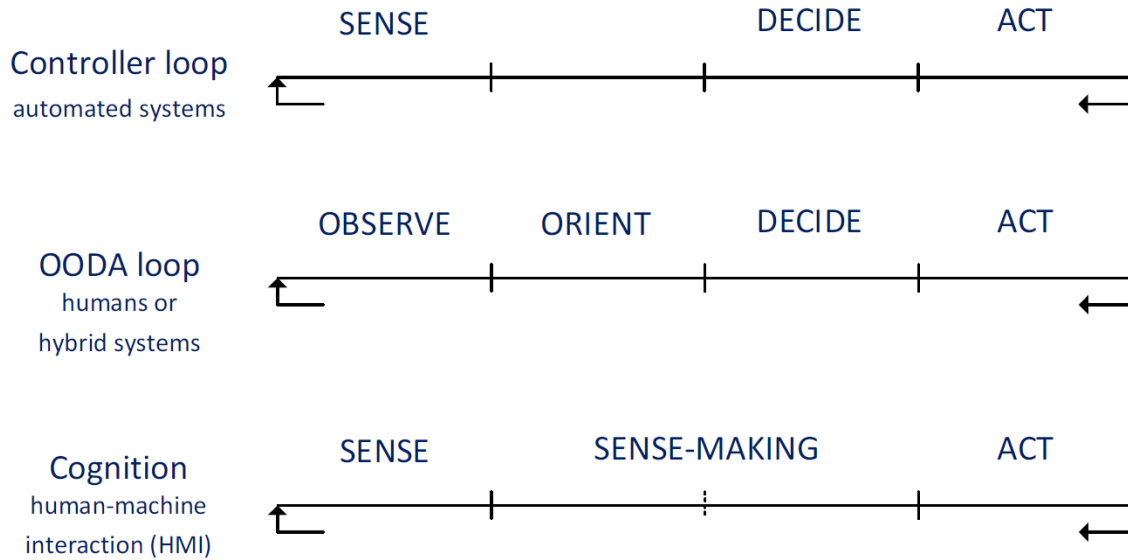 SENSE DECIDE ACT
Controller loop
automated systems
OBSERVE ORIENT DECIDE ACT
OODA loop
humans or
hybrid systems
SENSE SENSE-MAKING ACT
Cognition
human-machine
interaction (HMI)